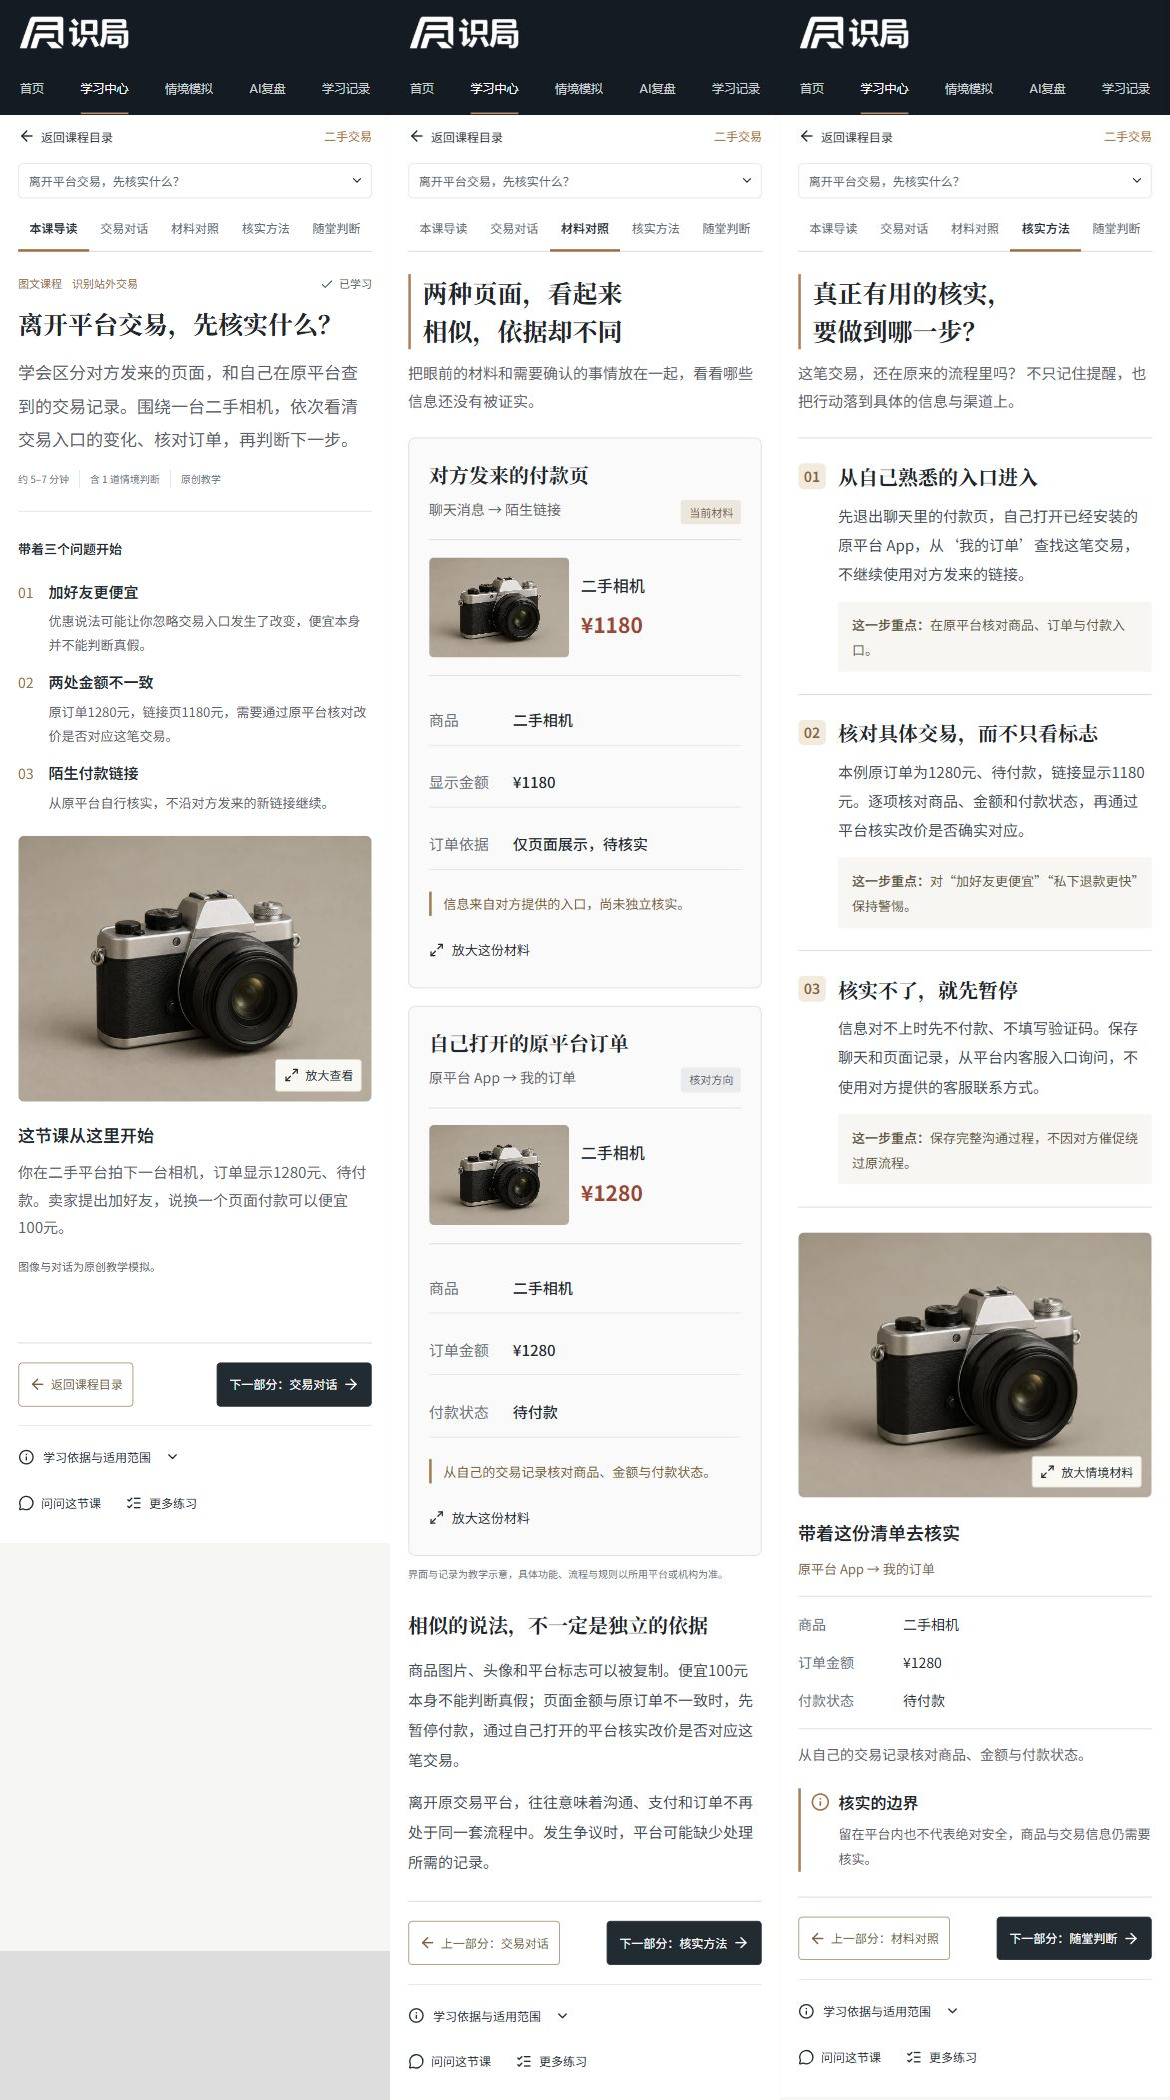 识局
首页 学习中心 情境模拟 AI复盘 学习记录
返回课程目录 二手交易
离开平台交易，先核实什么？
本课导读 交易对话 材料对照 核实方法 随堂判断
图文课程 识别站外交易 已学习
离开平台交易，先核实什么？
学会区分对方发来的页面，和自己在原平台查
到的交易记录。围绕一台二手相机，依次看清
交易入口的变化、核对订单，再判断下一步。
约 5–7 分钟 含 1 道情境判断 原创教学
带着三个问题开始
01 加好友更便宜
优惠说法可能让你忽略交易入口发生了改变，便宜本身
并不能判断真假。
02 两处金额不一致
原订单1280元，链接页1180元，需要通过原平台核对改
价是否对应这笔交易。
03 陌生付款链接
从原平台自行核实，不沿对方发来的新链接继续。
放大查看
这节课从这里开始
你在二手平台拍下一台相机，订单显示1280元、待付
款。卖家提出加好友，说换一个页面付款可以便宜
100元。
图像与对话为原创教学模拟。
返回课程目录 下一部分：交易对话
学习依据与适用范围
问问这节课 更多练习
识局
首页 学习中心 情境模拟 AI复盘 学习记录
返回课程目录 二手交易
离开平台交易，先核实什么？
本课导读 交易对话 材料对照 核实方法 随堂判断
两种页面，看起来
相似，依据却不同
把眼前的材料和需要确认的事情放在一起，看看哪些
信息还没有被证实。
对方发来的付款页
聊天消息 → 陌生链接 当前材料
二手相机
¥1180
商品 二手相机
显示金额 ¥1180
订单依据 仅页面展示，待核实
信息来自对方提供的入口，尚未独立核实。
放大这份材料
自己打开的原平台订单
原平台 App → 我的订单 核对方向
二手相机
¥1280
商品 二手相机
订单金额 ¥1280
付款状态 待付款
从自己的交易记录核对商品、金额与付款状态。
放大这份材料
界面与记录为教学示意，具体功能、流程与规则以所用平台或机构为准。
相似的说法，不一定是独立的依据
商品图片、头像和平台标志可以被复制。便宜100元
本身不能判断真假；页面金额与原订单不一致时，先
暂停付款，通过自己打开的平台核实改价是否对应这
笔交易。
离开原交易平台，往往意味着沟通、支付和订单不再
处于同一套流程中。发生争议时，平台可能缺少处理
所需的记录。
上一部分：交易对话 下一部分：核实方法
学习依据与适用范围
问问这节课 更多练习
识局
首页 学习中心 情境模拟 AI复盘 学习记录
返回课程目录 二手交易
离开平台交易，先核实什么？
本课导读 交易对话 材料对照 核实方法 随堂判断
真正有用的核实，
要做到哪一步？
这笔交易，还在原来的流程里吗？ 不只记住提醒，也
把行动落到具体的信息与渠道上。
01 从自己熟悉的入口进入
先退出聊天里的付款页，自己打开已经安装的
原平台 App，从‘我的订单’查找这笔交易，
不继续使用对方发来的链接。
这一步重点：在原平台核对商品、订单与付款入
口。
02 核对具体交易，而不只看标志
本例原订单为1280元、待付款，链接显示1180
元。逐项核对商品、金额和付款状态，再通过
平台核实改价是否确实对应。
这一步重点：对“加好友更便宜”“私下退款更快”
保持警惕。
03 核实不了，就先暂停
信息对不上时先不付款、不填写验证码。保存
聊天和页面记录，从平台内客服入口询问，不
使用对方提供的客服联系方式。
这一步重点：保存完整沟通过程，不因对方催促绕
过原流程。
放大情境材料
带着这份清单去核实
原平台 App → 我的订单
商品 二手相机
订单金额 ¥1280
付款状态 待付款
从自己的交易记录核对商品、金额与付款状态。
核实的边界
留在平台内也不代表绝对安全，商品与交易信息仍需要
核实。
上一部分：材料对照 下一部分：随堂判断
学习依据与适用范围
问问这节课 更多练习